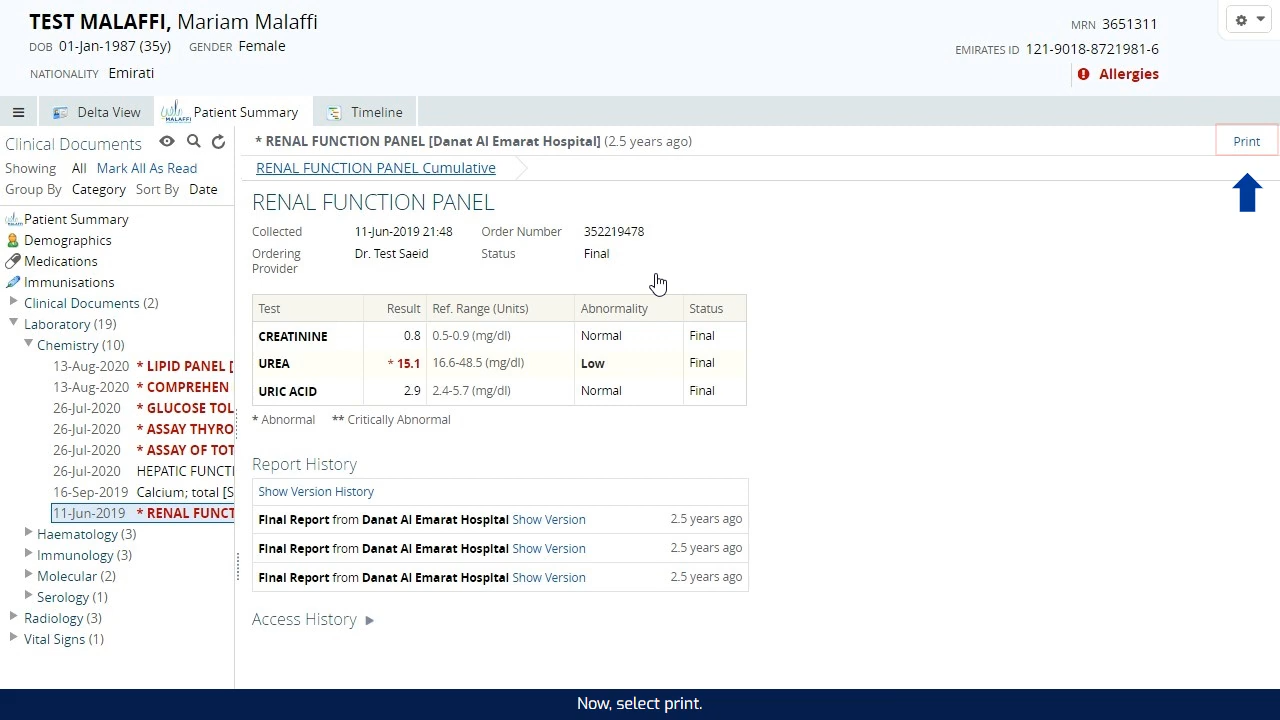 TEST MALAFFI, Mariam Malaffi
DOB 01-Jan-1987 (35y) GENDER Female
NATIONALITY Emirati
MRN 3651311
EMIRATES ID 121-9018-8721981-6
Allergies
Delta View
MALAFFI Patient Summary
Timeline
Clinical Documents
Showing All Mark All As Read
Group By Category Sort By Date
Patient Summary
Demographics
Medications
Immunisations
Clinical Documents (2)
Laboratory (19)
Chemistry (10)
13-Aug-2020 * LIPID PANEL [
13-Aug-2020 * COMPREHEN
26-Jul-2020 * GLUCOSE TOL
26-Jul-2020 * ASSAY THYRO
26-Jul-2020 * ASSAY OF TOT
26-Jul-2020 HEPATIC FUNCTI
16-Sep-2019 Calcium; total [S
11-Jun-2019 * RENAL FUNCT
Haematology (3)
Immunology (3)
Molecular (2)
Serology (1)
Radiology (3)
Vital Signs (1)
* RENAL FUNCTION PANEL [Danat Al Emarat Hospital] (2.5 years ago)
Print
RENAL FUNCTION PANEL Cumulative
RENAL FUNCTION PANEL
Collected 11-Jun-2019 21:48 Order Number 352219478
Ordering Provider Dr. Test Saeid Status Final
Test Result Ref. Range (Units) Abnormality Status
CREATININE 0.8 0.5-0.9 (mg/dl) Normal Final
UREA * 15.1 16.6-48.5 (mg/dl) Low Final
URIC ACID 2.9 2.4-5.7 (mg/dl) Normal Final
* Abnormal ** Critically Abnormal
Report History
Show Version History
Final Report from Danat Al Emarat Hospital Show Version 2.5 years ago
Final Report from Danat Al Emarat Hospital Show Version 2.5 years ago
Final Report from Danat Al Emarat Hospital Show Version 2.5 years ago
Access History
Now, select print.